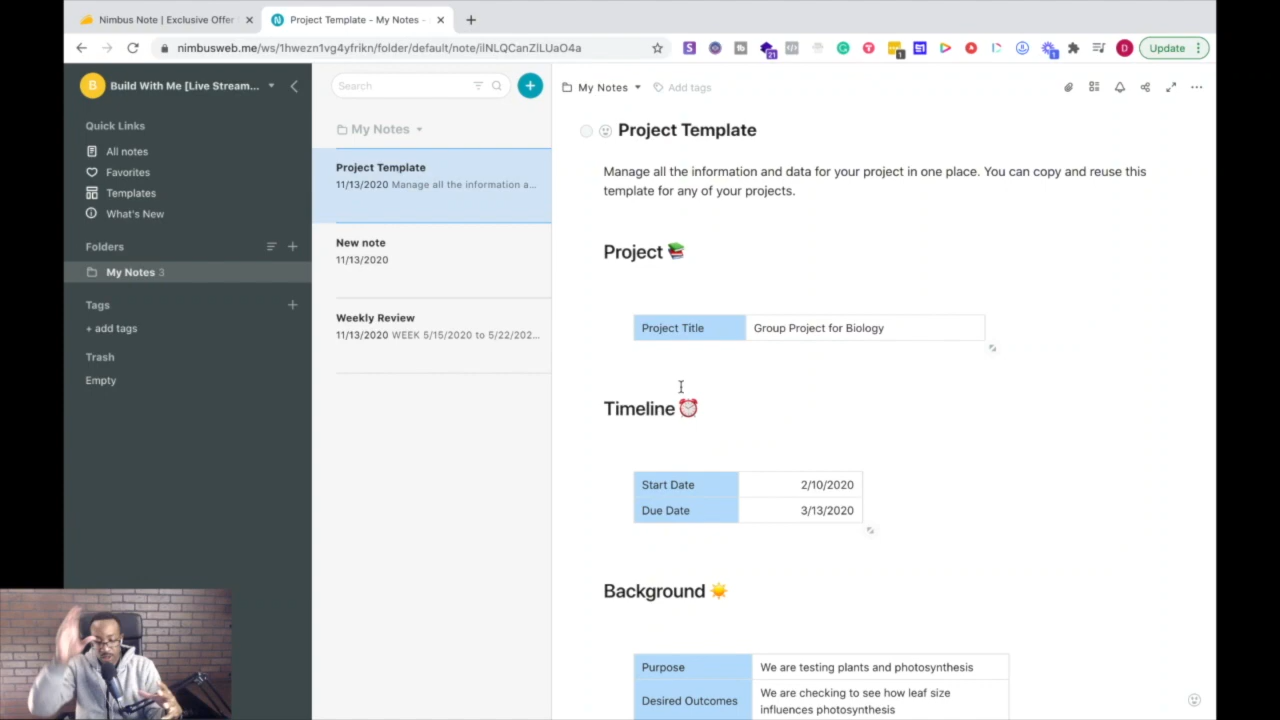 Nimbus Note | Exclusive Offer
Project Template - My Notes -
nimbusweb.me/ws/1hwezn1vg4yfrikn/folder/default/note/iINLQCanZILUaO4a
Update
B
Build With Me [Live Stream...
Search
My Notes
Add tags
Quick Links
All notes
Favorites
Templates
What's New
Folders
My Notes 3
Tags
+ add tags
Trash
Empty
My Notes
Project Template
11/13/2020 Manage all the information a...
New note
11/13/2020
Weekly Review
11/13/2020 WEEK 5/15/2020 to 5/22/202...
Project Template
Manage all the information and data for your project in one place. You can copy and reuse this
template for any of your projects.
Project 📚
Project Title Group Project for Biology
Timeline ⏰
Start Date 2/10/2020
Due Date 3/13/2020
Background ☀️
Purpose We are testing plants and photosynthesis
Desired Outcomes We are checking to see how leaf size
influences photosynthesis